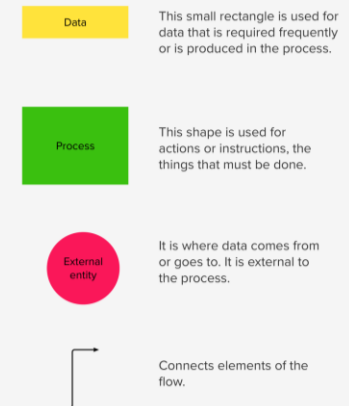 Data
This small rectangle is used for
data that is required frequently
or is produced in the process.
Process
This shape is used for
actions or instructions, the
things that must be done.
External
entity
It is where data comes from
or goes to. It is external to
the process.
Connects elements of the
flow.